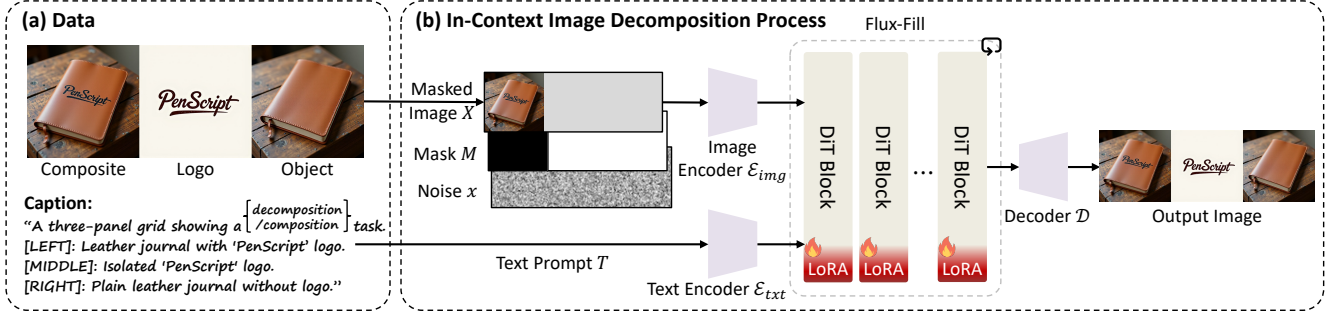 (a) Data
PenScript
PenScript
Composite
Logo
Object
Caption:
“A three-panel grid showing a [decomposition /composition] task.
[LEFT]: Leather journal with 'PenScript' logo.
[MIDDLE]: Isolated 'PenScript' logo.
[RIGHT]: Plain leather journal without logo.”
(b) In-Context Image Decomposition Process
Flux-Fill
Masked
Image X
PenScript
Mask M
Noise x
Image
Encoder ℰimg
Text Prompt T
Text Encoder ℰtxt
DiT Block
DiT Block
...
DiT Block
LoRA
LoRA
LoRA
Decoder 𝒟
PenScript
PenScript
Output Image